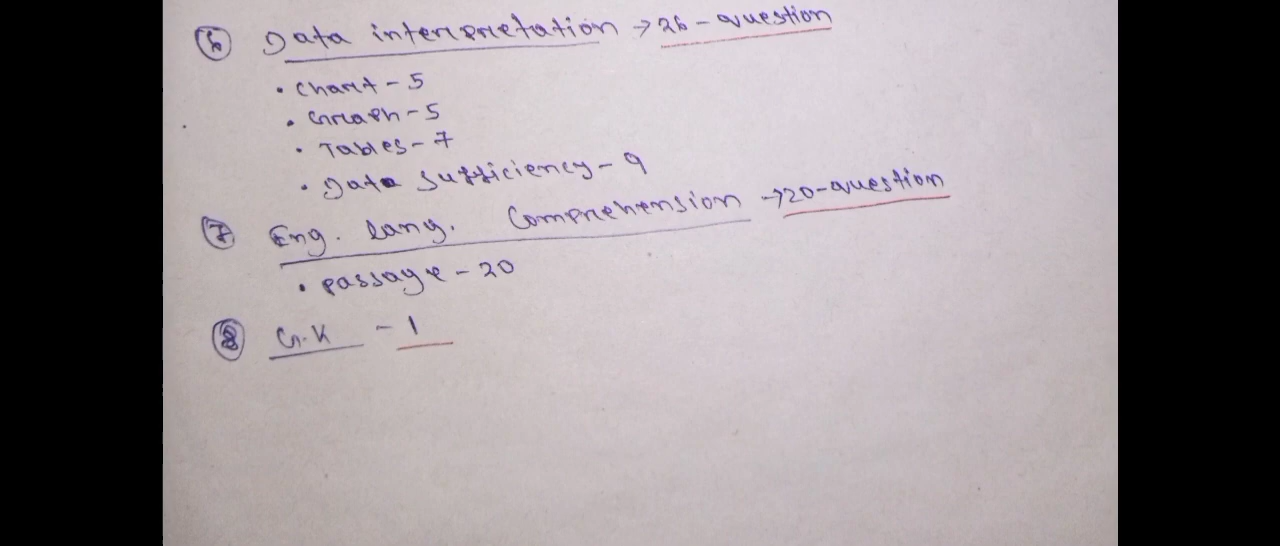 ⑥ Data interpretation → 26 - question
• Chart - 5
• Graph - 5
• Tables - 7
• Data Sufficiency - 9
⑦ Eng. lang. Comprehension → 20 - question
• passage - 20
⑧ G.K - 1